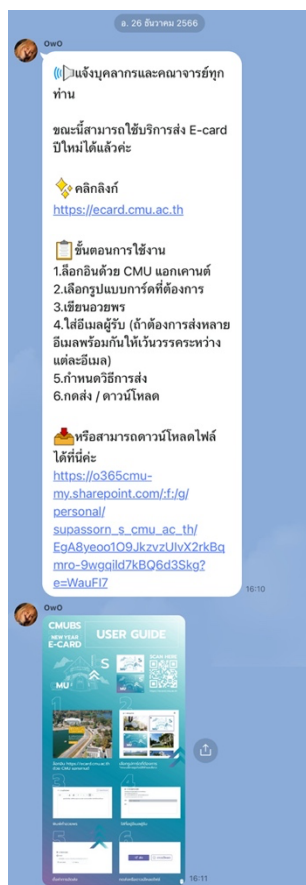 อ. 26 ธันวาคม 2566
OwO
แจ้งบุคลากรและคณาจารย์ทุก
ท่าน
ขณะนี้สามารถใช้บริการส่ง E-card
ปีใหม่ได้แล้วค่ะ
คลิกลิงก์
https://ecard.cmu.ac.th
ขั้นตอนการใช้งาน
1.ล็อกอินด้วย CMU แอกเคานต์
2.เลือกรูปแบบการ์ดที่ต้องการ
3.เขียนอวยพร
4.ใส่อีเมลผู้รับ (ถ้าต้องการส่งหลาย
อีเมลพร้อมกันให้เว้นวรรคระหว่าง
แต่ละอีเมล)
5.กำหนดวิธีการส่ง
6.กดส่ง / ดาวน์โหลด
หรือสามารถดาวน์โหลดไฟล์
ได้ที่นี่ค่ะ
https://o365cmu-
my.sharepoint.com/:f:/g/
personal/
supassorn_s_cmu_ac_th/
EgA8yeoo1O9JkzvzUlvX2rkBq
mro-9wgqild7kBQ6d3Skg?
e=WauFI7
16:10
OwO
CMUBS
NEW YEAR
E-CARD
USER GUIDE
SCAN HERE
MU
S
1
2
3
4
5
6
16:11